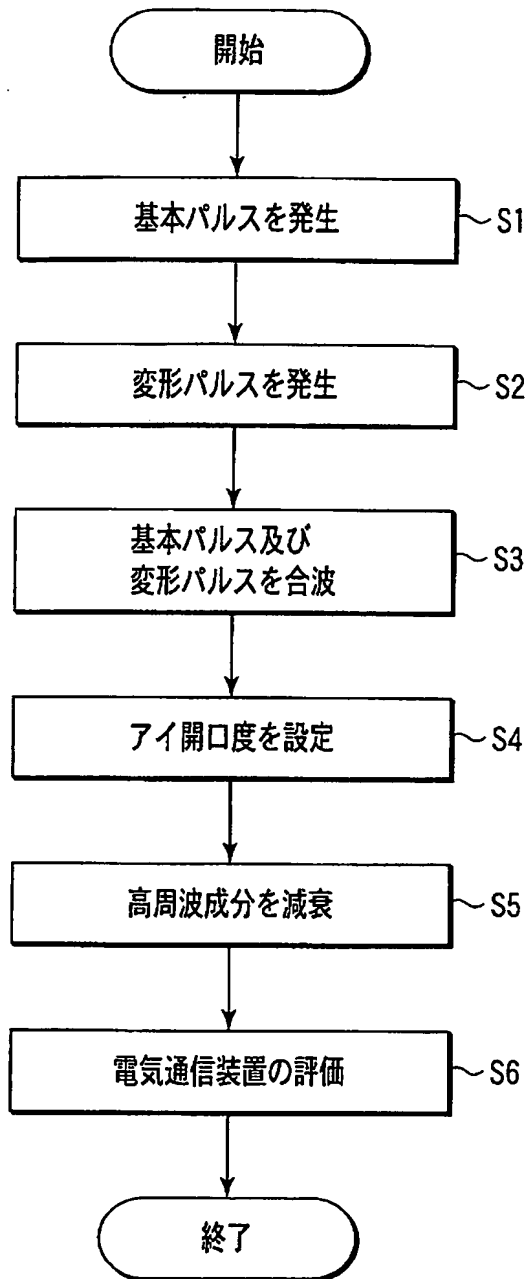 開始
基本パルスを発生
S1
変形パルスを発生
S2
基本パルス及び
変形パルスを合波
S3
アイ開口度を設定
S4
高周波成分を減衰
S5
電気通信装置の評価
S6
終了